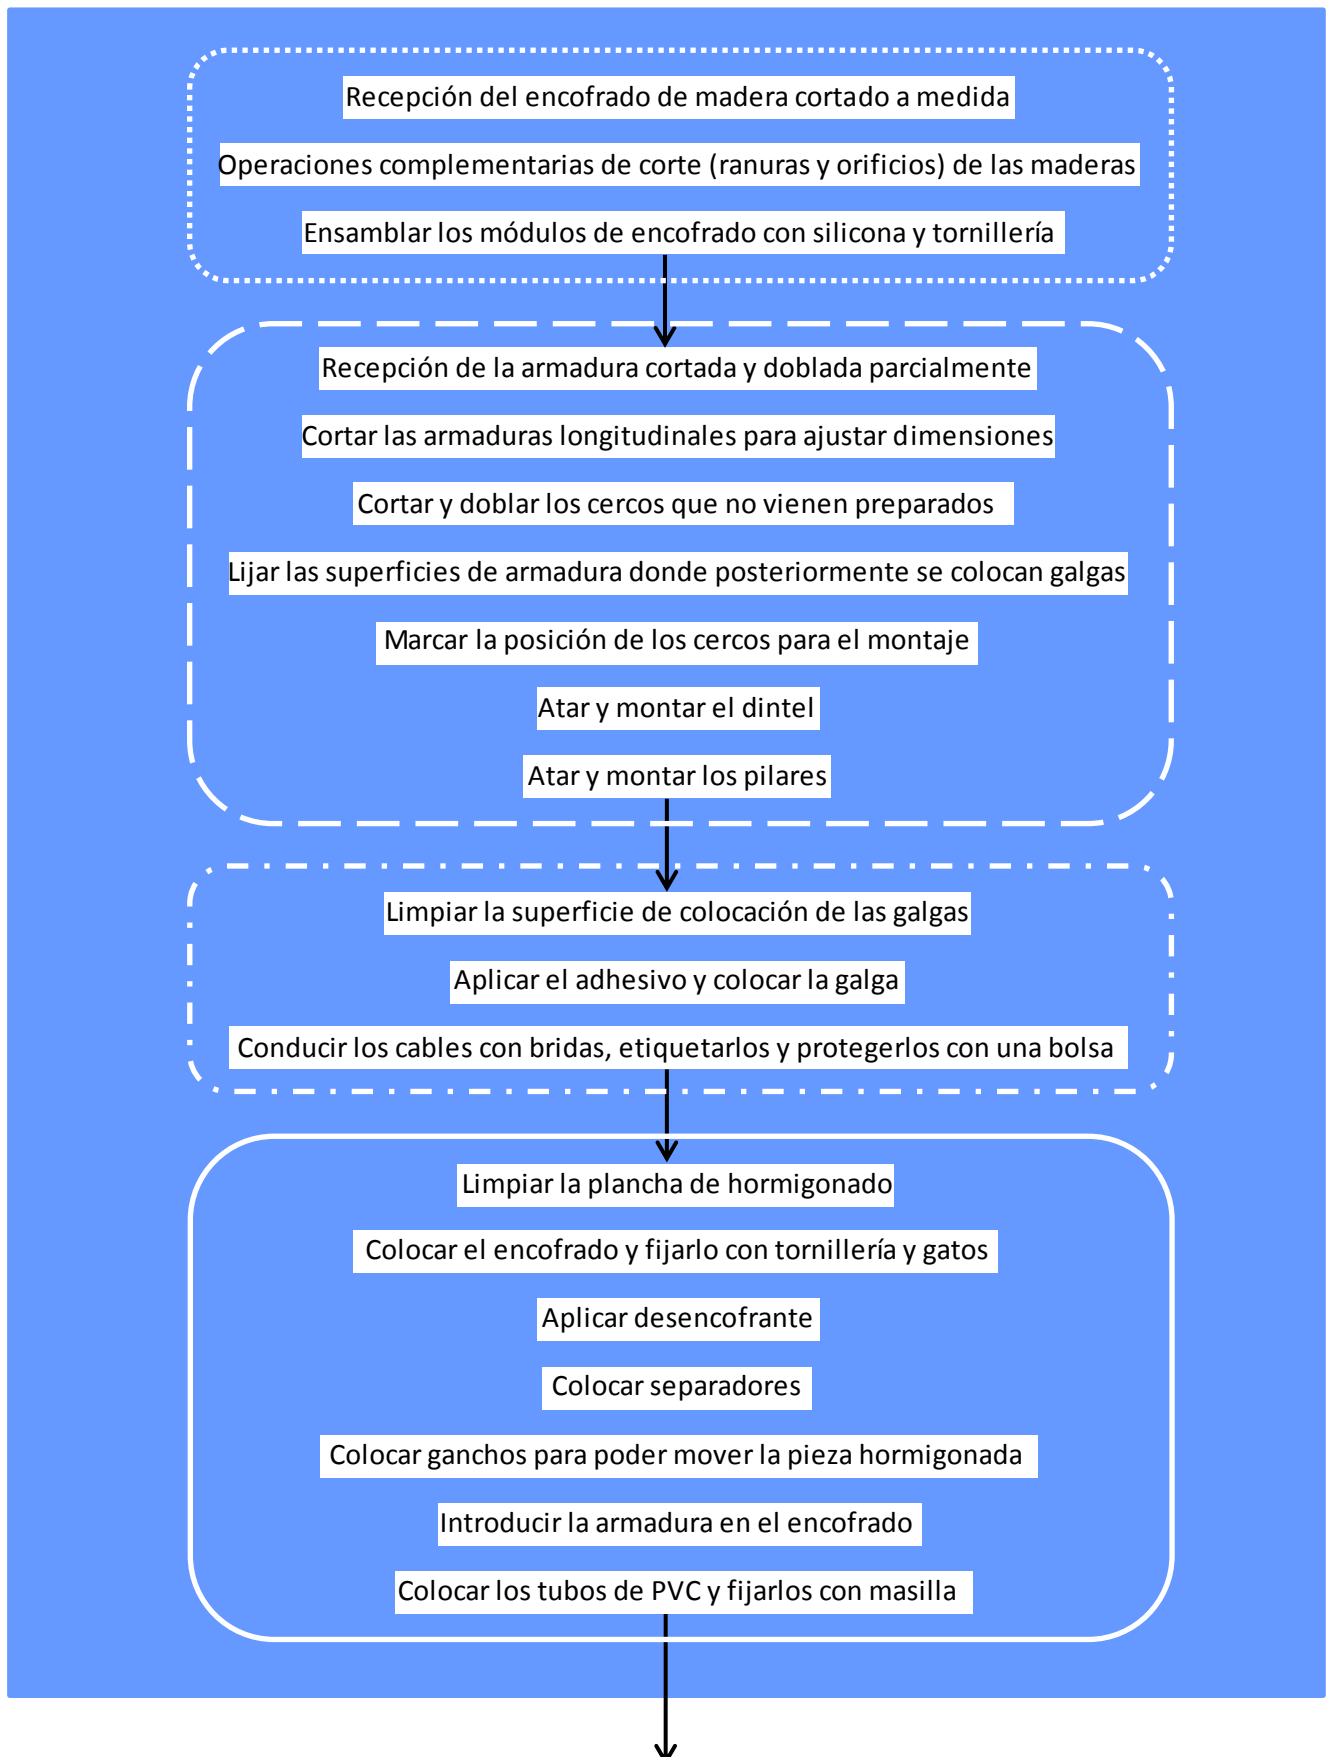 Recepción del encofrado de madera cortado a medida
Operaciones complementarias de corte (ranuras y orificios) de las maderas
Ensamblar los módulos de encofrado con silicona y tornillería
Recepción de la armadura cortada y doblada parcialmente
Cortar las armaduras longitudinales para ajustar dimensiones
Cortar y doblar los cercos que no vienen preparados
Lijar las superficies de armadura donde posteriormente se colocan galgas
Marcar la posición de los cercos para el montaje
Atar y montar el dintel
Atar y montar los pilares
Limpiar la superficie de colocación de las galgas
Aplicar el adhesivo y colocar la galga
Conducir los cables con bridas, etiquetarlos y protegerlos con una bolsa
Limpiar la plancha de hormigonado
Colocar el encofrado y fijarlo con tornillería y gatos
Aplicar desencofrante
Colocar separadores
Colocar ganchos para poder mover la pieza hormigonada
Introducir la armadura en el encofrado
Colocar los tubos de PVC y fijarlos con masilla